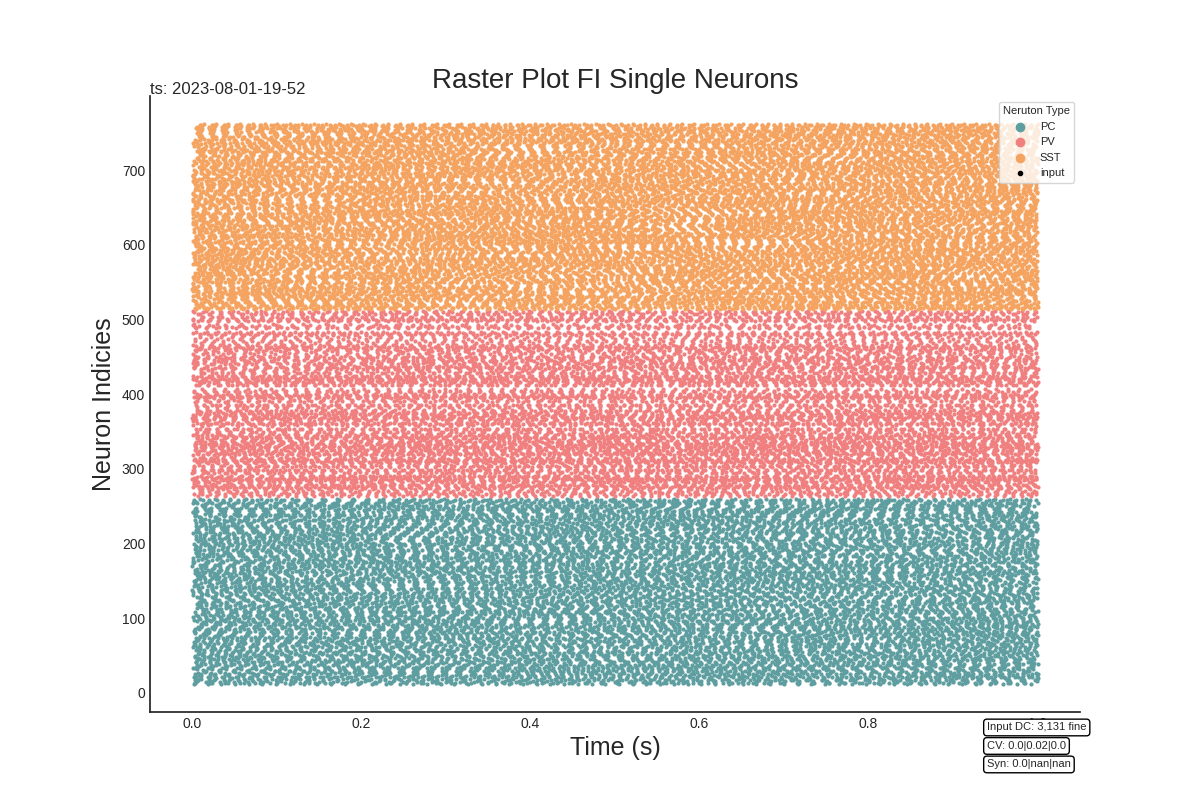 Raster Plot FI Single Neurons
ts: 2023-08-01-19-52
Neruton Type
PC
PV
SST
input
Neuron Indicies
700
600
500
400
300
200
100
0
0.0 0.2 0.4 0.6 0.8
Time (s)
Input DC: 3,131 fine
CV: 0.0|0.02|0.0
Syn: 0.0|nan|nan